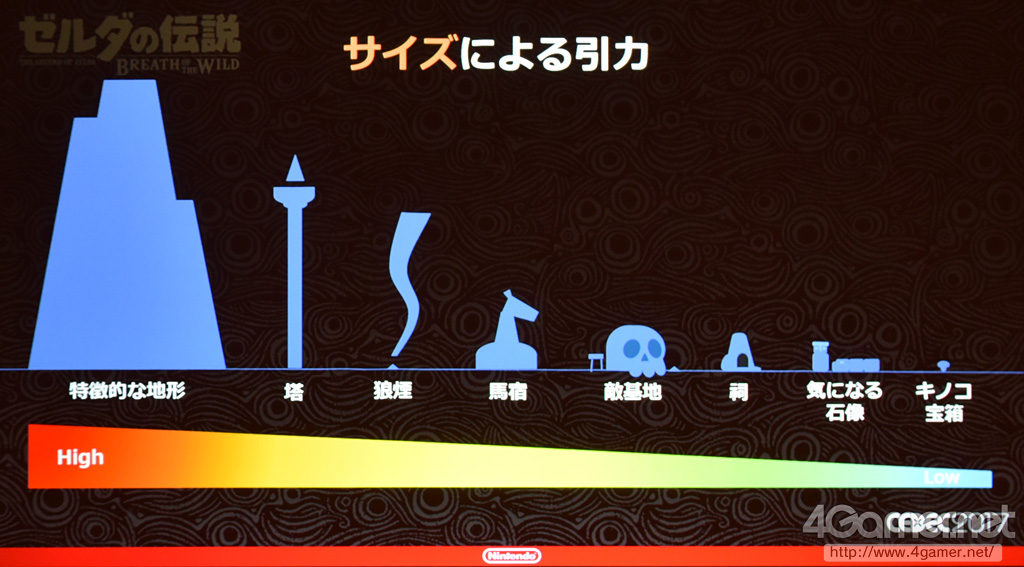 ゼルダの伝説
THE LEGEND OF ZELDA
BREATH OF THE WILD
サイズによる引力
特徴的な地形
塔
狼煙
馬宿
敵基地
祠
気になる
石像
キノコ
宝箱
High
Low
CEDEC2017
4Gamer.net
http://www.4gamer.net/
Nintendo